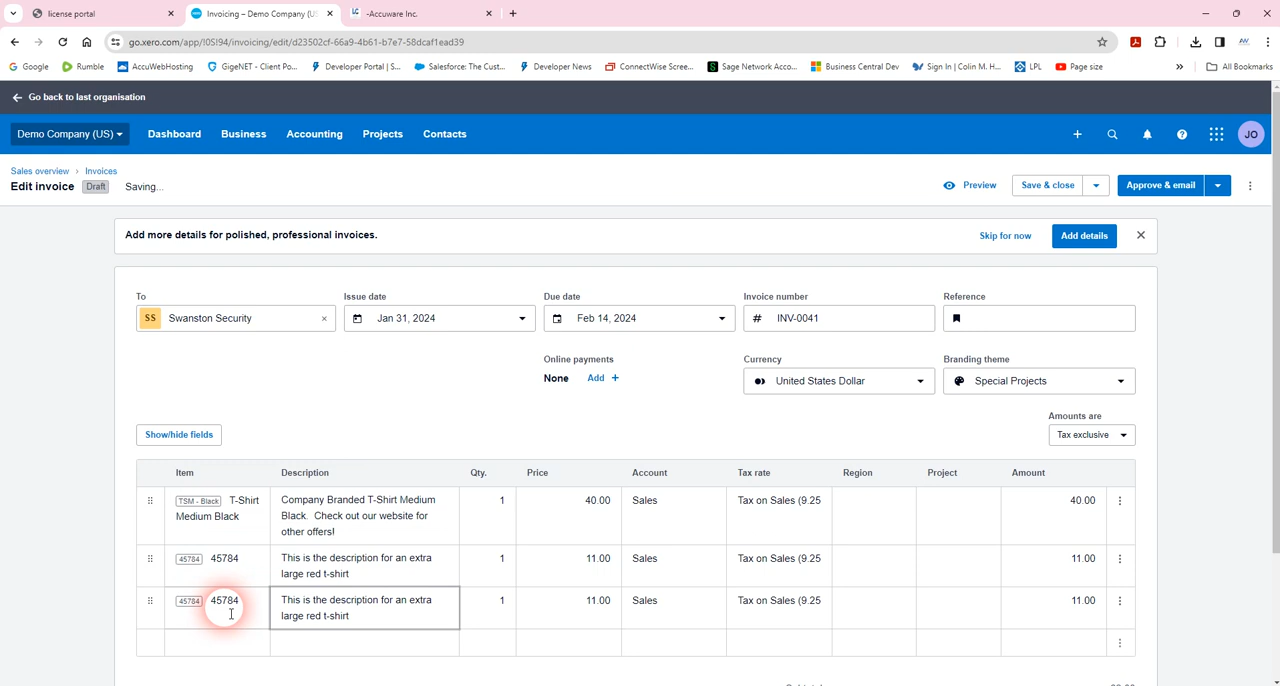 license portal
Invoicing – Demo Company (US
-Accuware Inc.
go.xero.com/app/!0S!94/invoicing/edit/d23502cf-66a9-4b61-b7e7-58dcaf1ead39
Google
Rumble
AccuWebHosting
GigeNET - Client Po...
Developer Portal | S...
Salesforce: The Cust...
Developer News
ConnectWise Scree...
Sage Network Acco...
Business Central Dev
Sign In | Colin M. H...
LPL
Page size
»
All Bookmarks
Go back to last organisation
Demo Company (US)
Dashboard
Business
Accounting
Projects
Contacts
JO
Sales overview › Invoices
Edit invoice Draft Saving...
Preview
Save & close
Approve & email
Add more details for polished, professional invoices.
Skip for now
Add details
To
Issue date
Due date
Invoice number
Reference
SS Swanston Security
Jan 31, 2024
Feb 14, 2024
# INV-0041
Online payments
Currency
Branding theme
None Add +
United States Dollar
Special Projects
Amounts are
Show/hide fields
Tax exclusive
Item Description Qty. Price Account Tax rate Region Project Amount
TSM - Black T-Shirt
Medium Black
Company Branded T-Shirt Medium
Black. Check out our website for
other offers!
1 40.00 Sales Tax on Sales (9.25 40.00
45784 45784
This is the description for an extra
large red t-shirt
1 11.00 Sales Tax on Sales (9.25 11.00
45784 45784
This is the description for an extra
large red t-shirt
1 11.00 Sales Tax on Sales (9.25 11.00